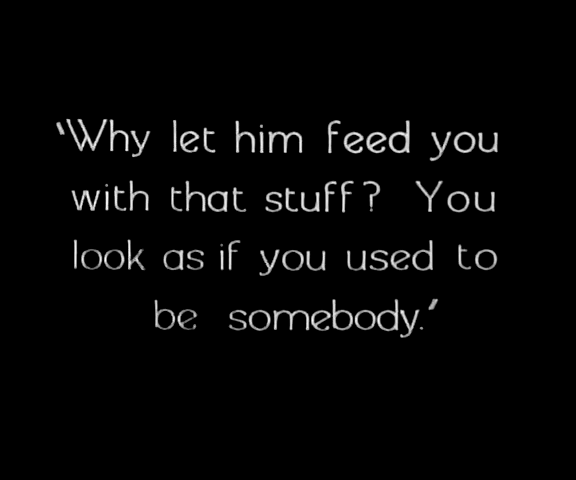 ‘Why let him feed you
with that stuff? You
look as if you used to
be somebody.’